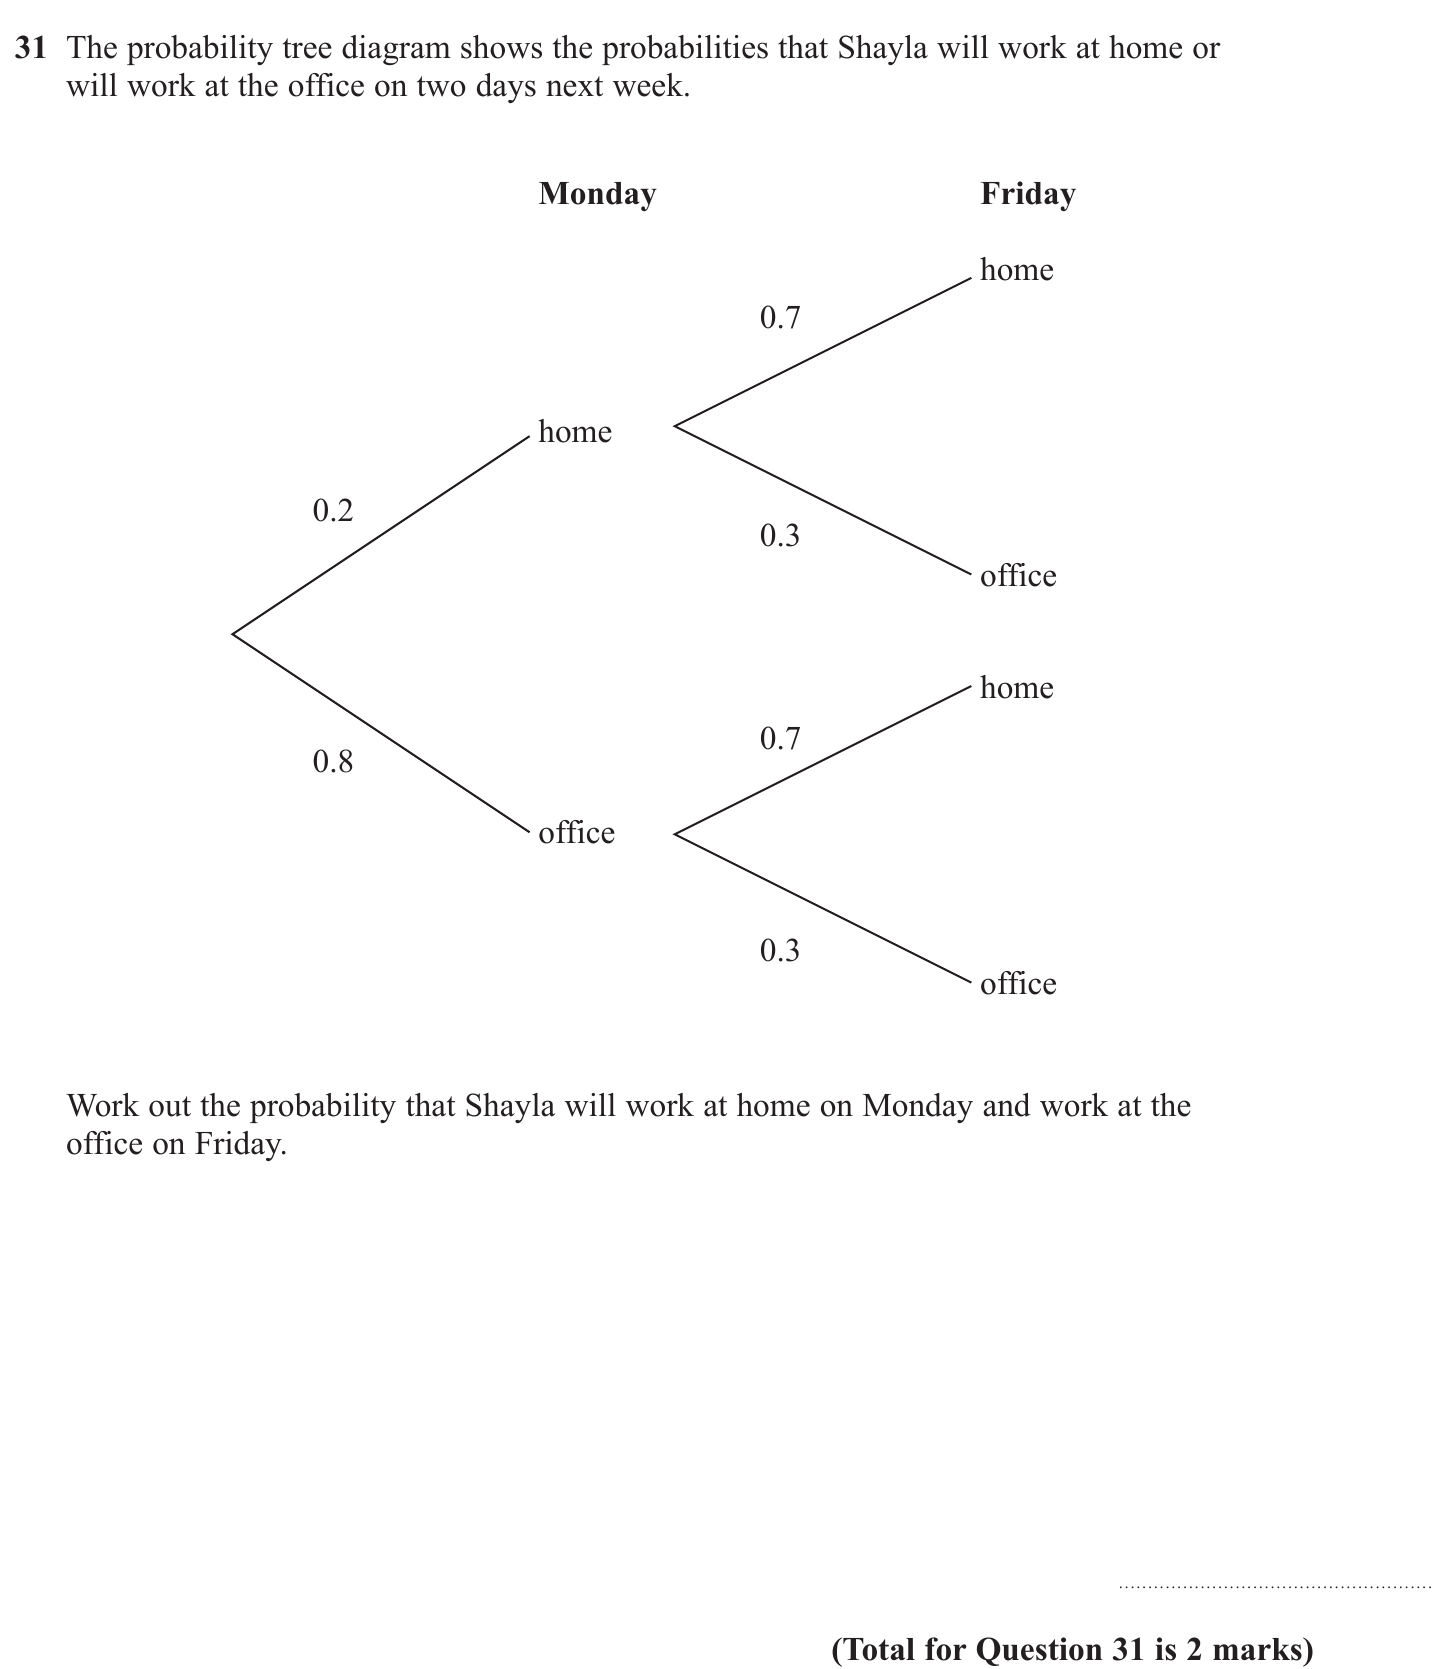 31 The probability tree diagram shows the probabilities that Shayla will work at home or
will work at the office on two days next week.
Monday Friday
home
0.7
home
0.2
0.3
office
home
0.7
0.8
office
0.3
office
Work out the probability that Shayla will work at home on Monday and work at the
office on Friday.
(Total for Question 31 is 2 marks)